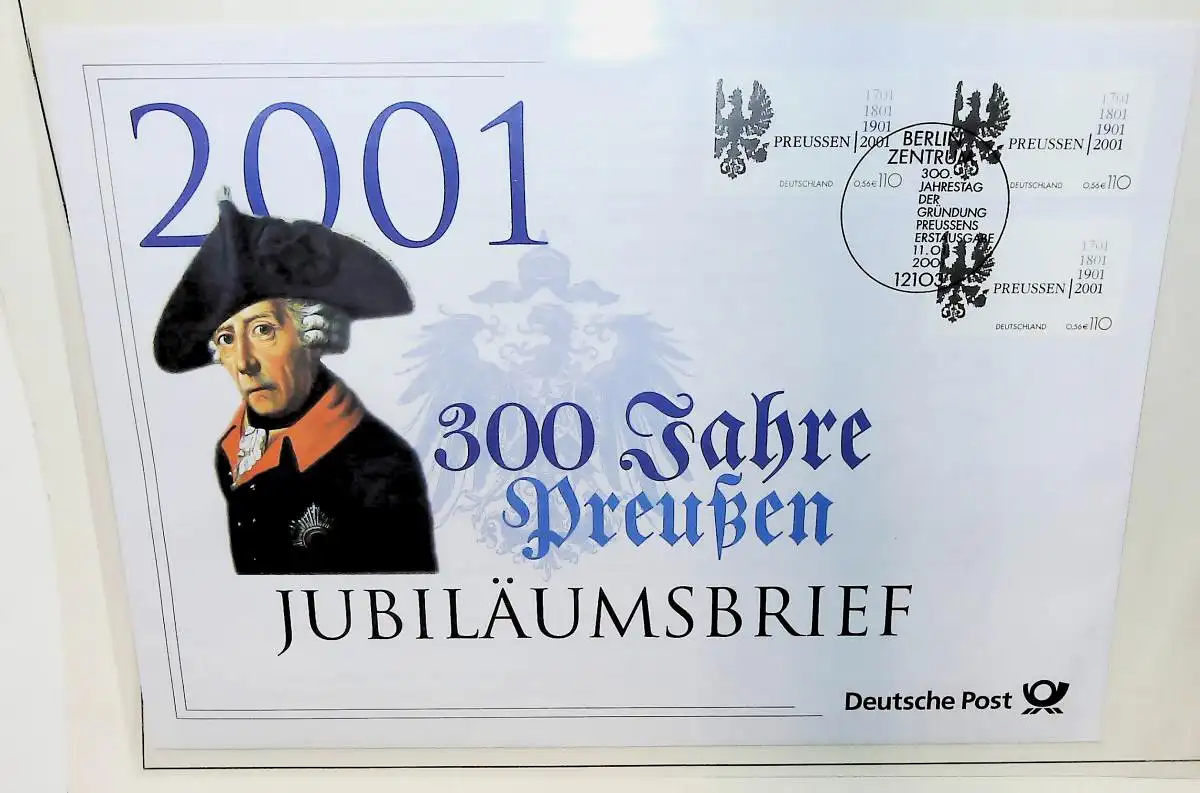 2001
1701
1801
1901
PREUSSEN 2001
DEUTSCHLAND 0,56€ 110
1701
1801
1901
PREUSSEN 2001
DEUTSCHLAND 0,56€ 110
1701
1801
1901
PREUSSEN 2001
DEUTSCHLAND 0,56€ 110
BERLIN
ZENTRUM
300.
JAHRESTAG
DER
GRÜNDUNG
PREUSSENS
ERSTAUSGABE
12103
300 Jahre
Preußen
JUBILÄUMSBRIEF
Deutsche Post